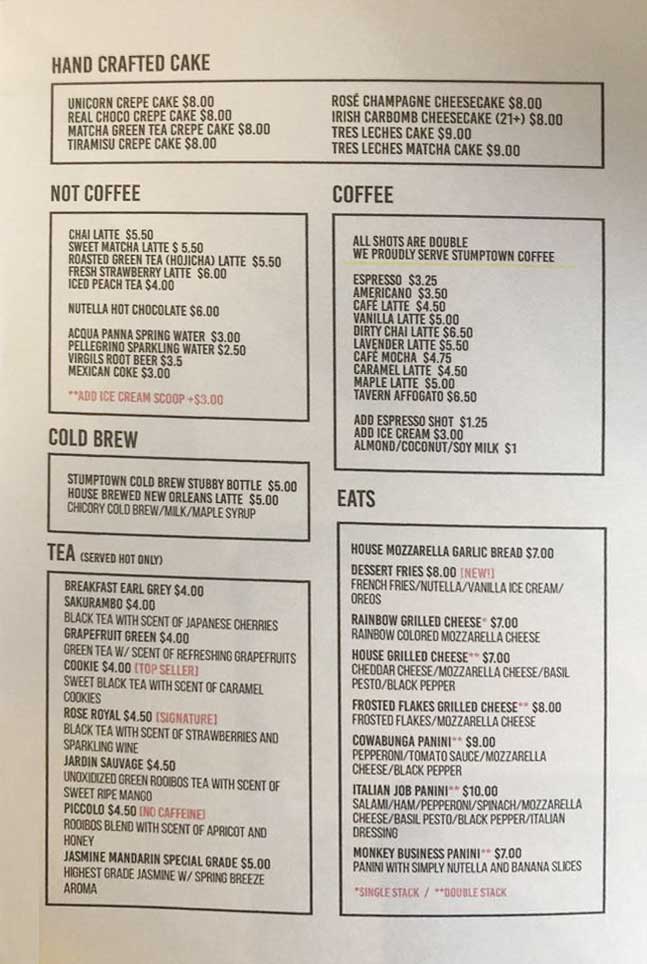 HAND CRAFTED CAKE
UNICORN CREPE CAKE $8.00
REAL CHOCO CREPE CAKE $8.00
MATCHA GREEN TEA CREPE CAKE $8.00
TIRAMISU CREPE CAKE $8.00
ROSÉ CHAMPAGNE CHEESECAKE $8.00
IRISH CARBOMB CHEESECAKE (21+) $8.00
TRES LECHES CAKE $9.00
TRES LECHES MATCHA CAKE $9.00
NOT COFFEE
CHAI LATTE $5.50
SWEET MATCHA LATTE $ 5.50
ROASTED GREEN TEA (HOJICHA) LATTE $5.50
FRESH STRAWBERRY LATTE $6.00
ICED PEACH TEA $4.00
NUTELLA HOT CHOCOLATE $6.00
ACQUA PANNA SPRING WATER $3.00
PELLEGRINO SPARKLING WATER $2.50
VIRGILS ROOT BEER $3.5
MEXICAN COKE $3.00
**ADD ICE CREAM SCOOP +$3.00
COLD BREW
STUMPTOWN COLD BREW STUBBY BOTTLE $5.00
HOUSE BREWED NEW ORLEANS LATTE $5.00
CHICORY COLD BREW/MILK/MAPLE SYRUP
TEA (SERVED HOT ONLY)
BREAKFAST EARL GREY $4.00
SAKURAMBO $4.00
BLACK TEA WITH SCENT OF JAPANESE CHERRIES
GRAPEFRUIT GREEN $4.00
GREEN TEA W/ SCENT OF REFRESHING GRAPEFRUITS
COOKIE $4.00 [TOP SELLER]
SWEET BLACK TEA WITH SCENT OF CARAMEL
COOKIES
ROSE ROYAL $4.50 [SIGNATURE]
BLACK TEA WITH SCENT OF STRAWBERRIES AND
SPARKLING WINE
JARDIN SAUVAGE $4.50
UNOXIDIZED GREEN ROOIBOS TEA WITH SCENT OF
SWEET RIPE MANGO
PICCOLO $4.50 [NO CAFFEINE]
ROOIBOS BLEND WITH SCENT OF APRICOT AND
HONEY
JASMINE MANDARIN SPECIAL GRADE $5.00
HIGHEST GRADE JASMINE W/ SPRING BREEZE
AROMA
COFFEE
ALL SHOTS ARE DOUBLE
WE PROUDLY SERVE STUMPTOWN COFFEE
ESPRESSO $3.25
AMERICANO $3.50
CAFÉ LATTE $4.50
VANILLA LATTE $5.00
DIRTY CHAI LATTE $6.50
LAVENDER LATTE $5.50
CAFÉ MOCHA $4.75
CARAMEL LATTE $4.50
MAPLE LATTE $5.00
TAVERN AFFOGATO $6.50
ADD ESPRESSO SHOT $1.25
ADD ICE CREAM $3.00
ALMOND/COCONUT/SOY MILK $1
EATS
HOUSE MOZZARELLA GARLIC BREAD $7.00
DESSERT FRIES $8.00 [NEW!]
FRENCH FRIES/NUTELLA/VANILLA ICE CREAM/
OREOS
RAINBOW GRILLED CHEESE* $7.00
RAINBOW COLORED MOZZARELLA CHEESE
HOUSE GRILLED CHEESE** $7.00
CHEDDAR CHEESE/MOZZARELLA CHEESE/BASIL
PESTO/BLACK PEPPER
FROSTED FLAKES GRILLED CHEESE** $8.00
FROSTED FLAKES/MOZZARELLA CHEESE
COWABUNGA PANINI** $9.00
PEPPERONI/TOMATO SAUCE/MOZZARELLA
CHEESE/BLACK PEPPER
ITALIAN JOB PANINI** $10.00
SALAMI/HAM/PEPPERONI/SPINACH/MOZZARELLA
CHEESE/BASIL PESTO/BLACK PEPPER/ITALIAN
DRESSING
MONKEY BUSINESS PANINI** $7.00
PANINI WITH SIMPLY NUTELLA AND BANANA SLICES
*SINGLE STACK / **DOUBLE STACK